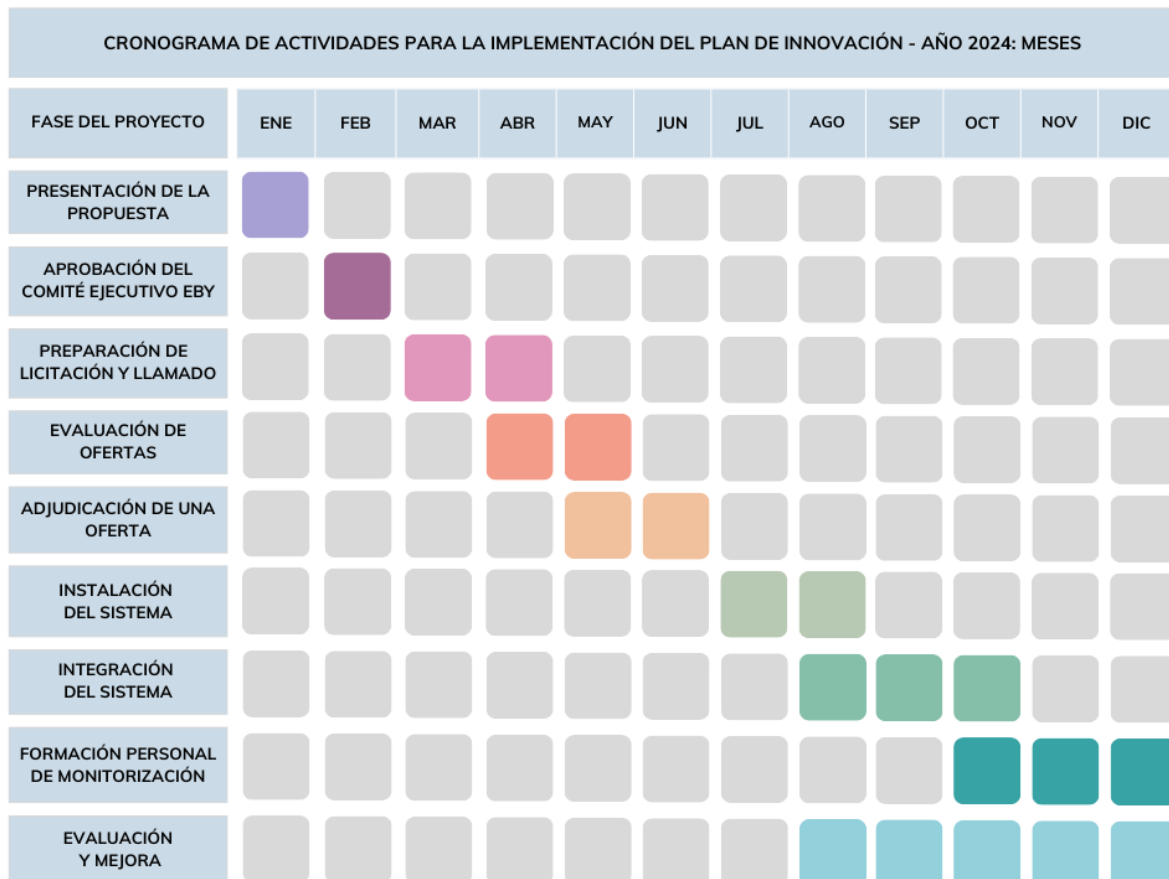 CRONOGRAMA DE ACTIVIDADES PARA LA IMPLEMENTACIÓN DEL PLAN DE INNOVACIÓN - AÑO 2024: MESES
FASE DEL PROYECTO ENE FEB MAR ABR MAY JUN JUL AGO SEP OCT NOV DIC
PRESENTACIÓN DE LA
PROPUESTA
APROBACIÓN DEL
COMITÉ EJECUTIVO EBY
PREPARACIÓN DE
LICITACIÓN Y LLAMADO
EVALUACIÓN DE
OFERTAS
ADJUDICACIÓN DE UNA
OFERTA
INSTALACIÓN
DEL SISTEMA
INTEGRACIÓN
DEL SISTEMA
FORMACIÓN PERSONAL
DE MONITORIZACIÓN
EVALUACIÓN
Y MEJORA